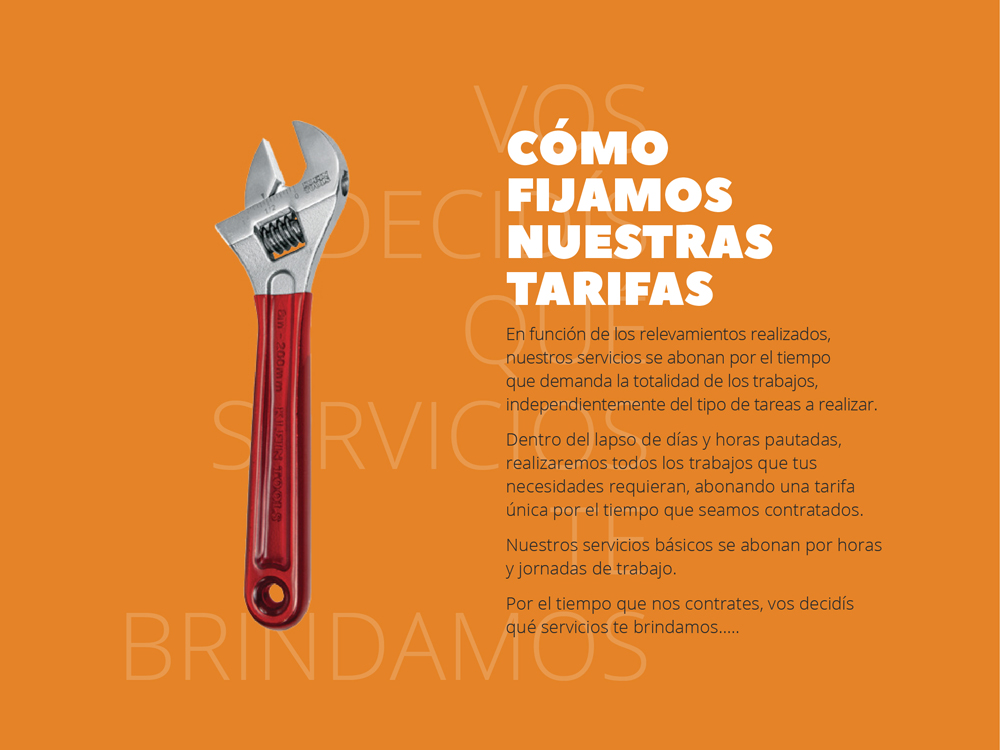 VOS
DECIDÍS
QUÉ
SERVICIOS
TE
BRINDAMOS
CÓMO
FIJAMOS
NUESTRAS
TARIFAS
En función de los relevamientos realizados,
nuestros servicios se abonan por el tiempo
que demanda la totalidad de los trabajos,
independientemente del tipo de tareas a realizar.
Dentro del lapso de días y horas pautadas,
realizaremos todos los trabajos que tus
necesidades requieran, abonando una tarifa
única por el tiempo que seamos contratados.
Nuestros servicios básicos se abonan por horas
y jornadas de trabajo.
Por el tiempo que nos contrates, vos decidís
qué servicios te brindamos.....